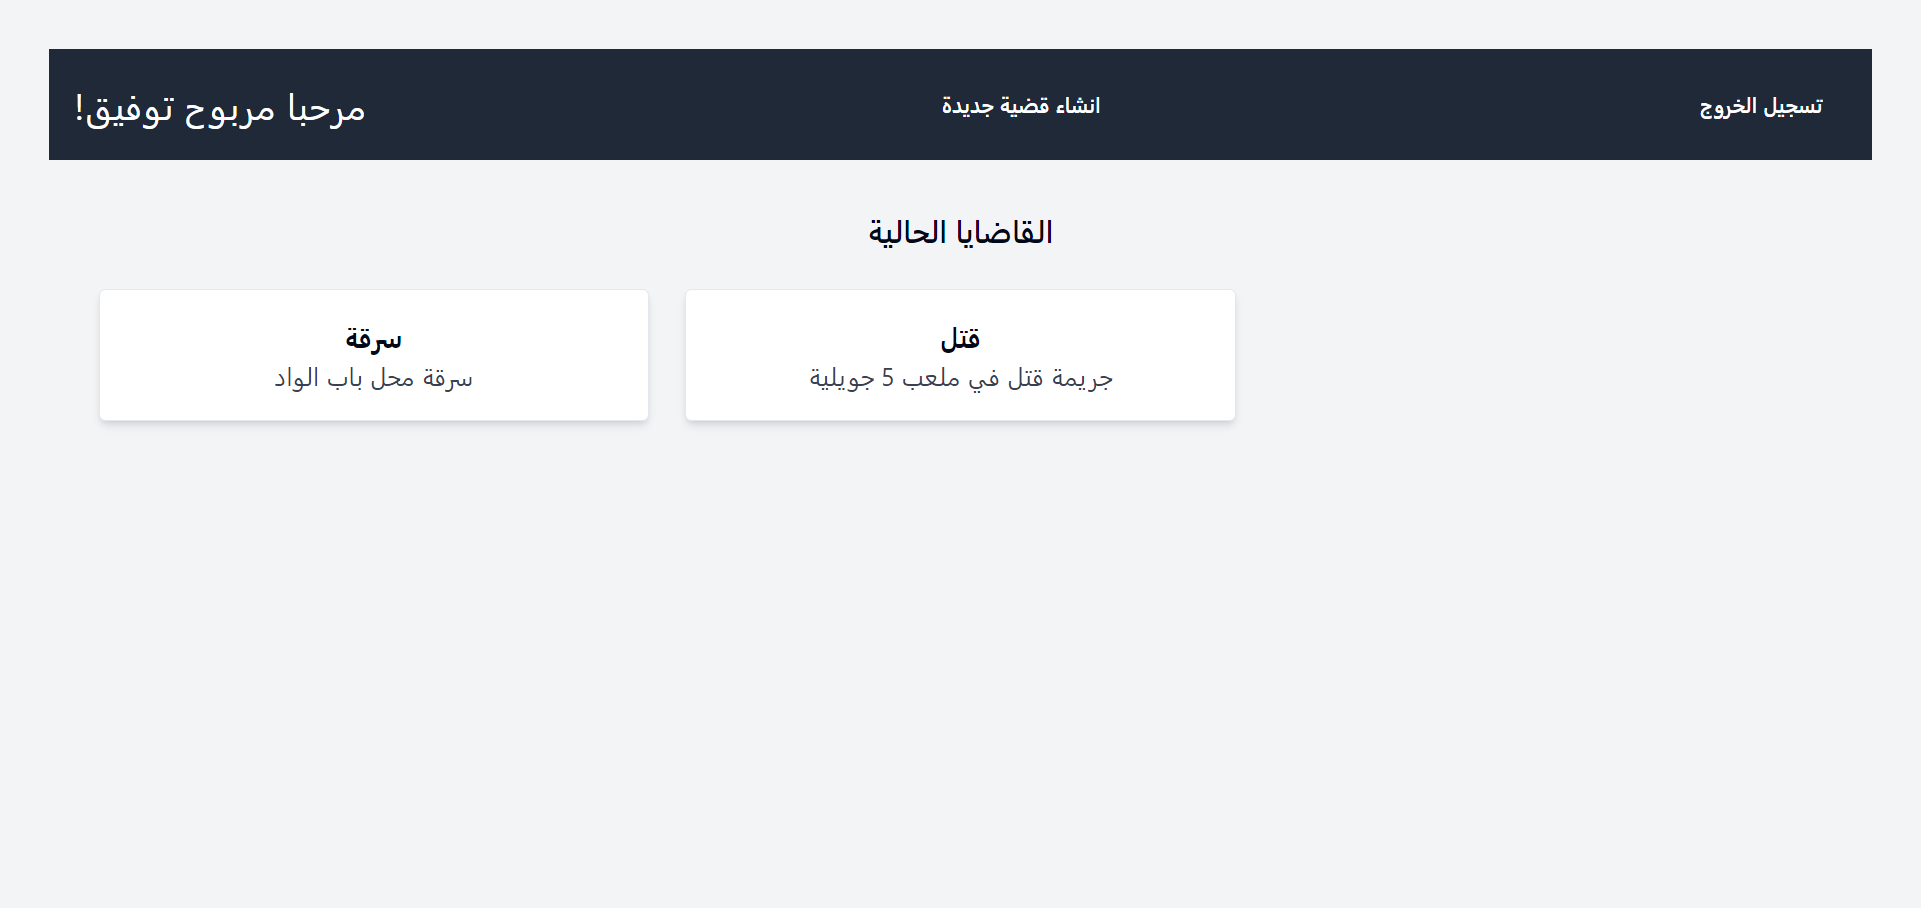 مرحبا مربوح توفيق!
انشاء قضية جديدة
تسجيل الخروج
القاضايا الحالية
سرقة
سرقة محل باب الواد
قتل
جريمة قتل في ملعب 5 جويلية